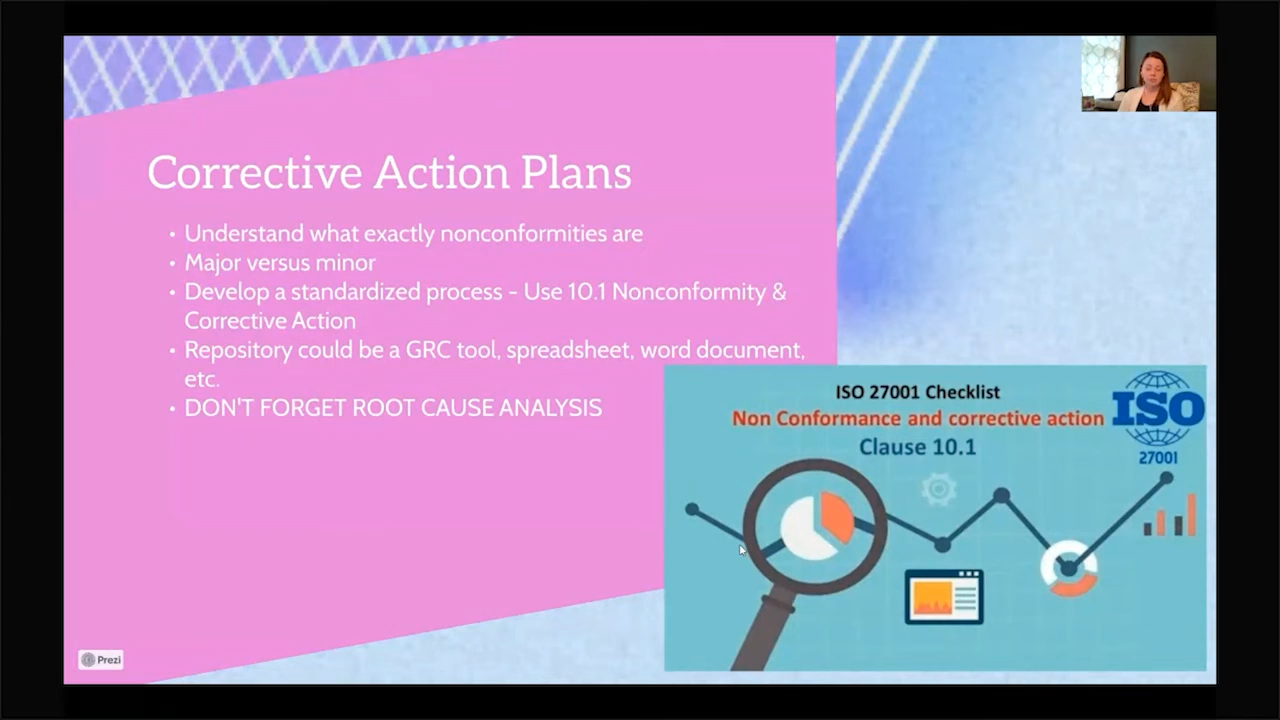 Corrective Action Plans
• Understand what exactly nonconformities are
• Major versus minor
• Develop a standardized process - Use 10.1 Nonconformity &
Corrective Action
• Repository could be a GRC tool, spreadsheet, word document,
etc.
• DON'T FORGET ROOT CAUSE ANALYSIS
ISO 27001 Checklist
Non Conformance and corrective action
Clause 10.1
ISO
27001
Prezi